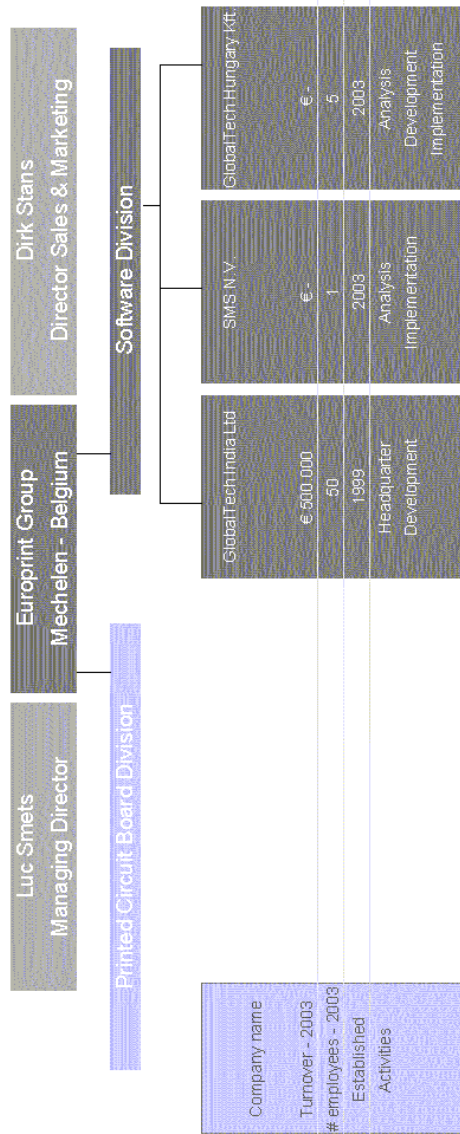 Luc Smets
Managing Director
Europrint Group
Mechelen - Belgium
Dirk Stans
Director Sales & Marketing
Printed Circuit Board Division
Software Division
Company name
Turnover - 2003
# employees - 2003
Established
Activities
GlobalTech India Ltd
€ 500.000
50
1999
Headquarter
Development
SMS N.V.
€ -
1
2003
Analysis
Implementation
GlobalTech Hungary Kft.
€ -
5
2003
Analysis
Development
Implementation